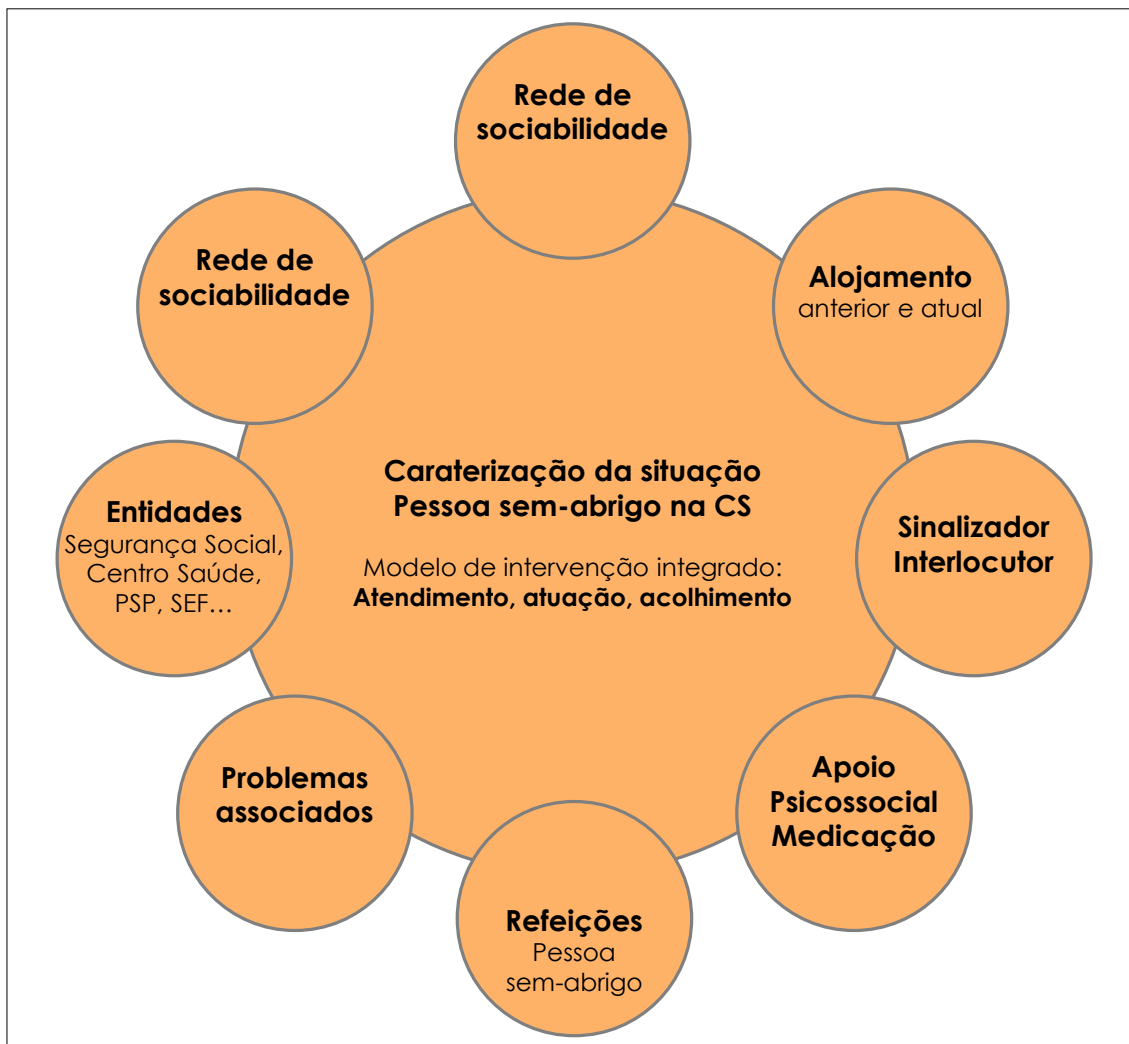 Rede de
sociabilidade
Rede de
sociabilidade
Alojamento
anterior e atual
Caraterização da situação
Pessoa sem-abrigo na CS
Modelo de intervenção integrado:
Atendimento, atuação, acolhimento
Entidades
Segurança Social,
Centro Saúde,
PSP, SEF…
Sinalizador
Interlocutor
Problemas
associados
Apoio
Psicossocial
Medicação
Refeições
Pessoa
sem-abrigo